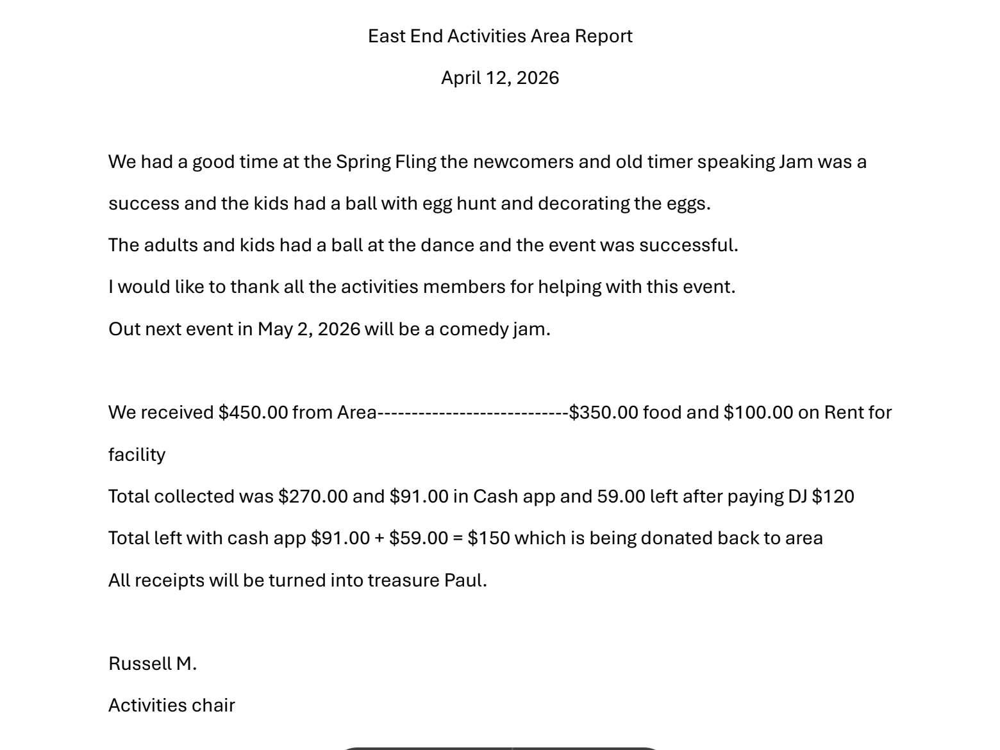 East End Activities Area Report
April 12, 2026
We had a good time at the Spring Fling the newcomers and old timer speaking Jam was a
success and the kids had a ball with egg hunt and decorating the eggs.
The adults and kids had a ball at the dance and the event was successful.
I would like to thank all the activities members for helping with this event.
Out next event in May 2, 2026 will be a comedy jam.
We received $450.00 from Area----------------------------$350.00 food and $100.00 on Rent for
facility
Total collected was $270.00 and $91.00 in Cash app and 59.00 left after paying DJ $120
Total left with cash app $91.00 + $59.00 = $150 which is being donated back to area
All receipts will be turned into treasure Paul.
Russell M.
Activities chair